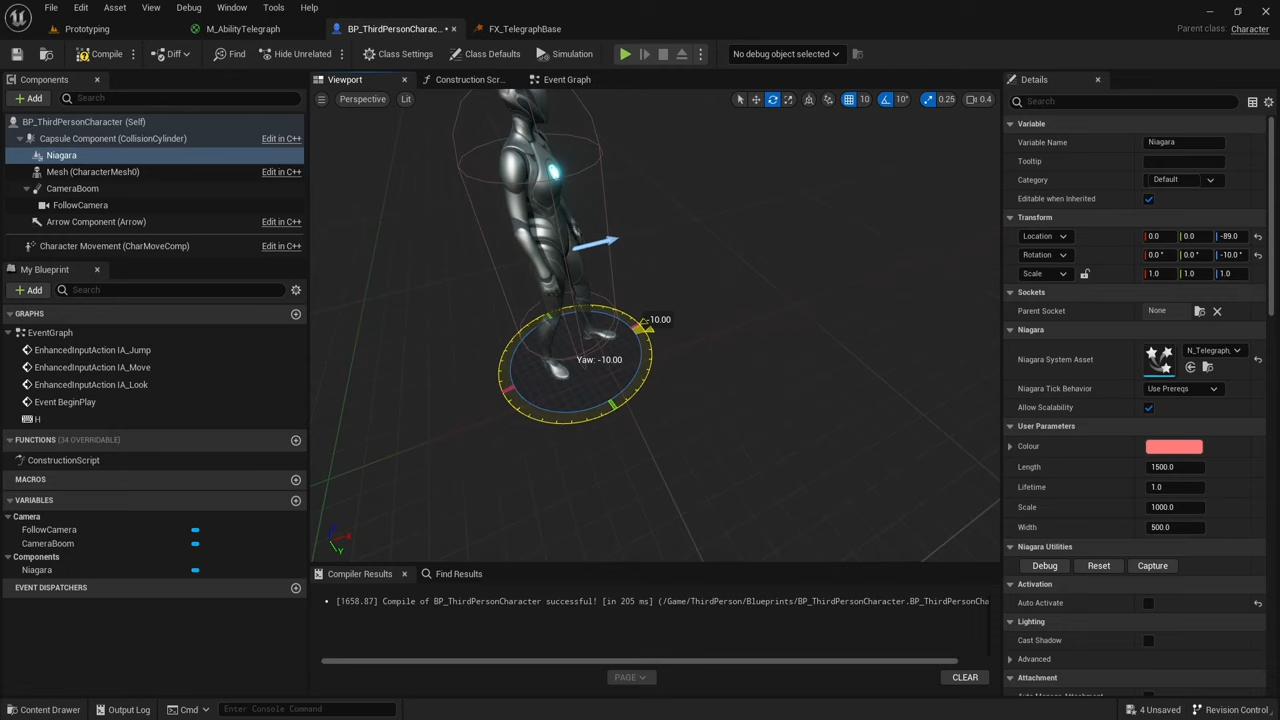 File Edit Asset View Debug Window Tools Help
Prototyping
M_AbilityTelegraph
BP_ThirdPersonCharac...
FX_TelegraphBase
Parent class: Character
Compile
Diff
Find
Hide Unrelated
Class Settings
Class Defaults
Simulation
No debug object selected
Components
Add
Search
BP_ThirdPersonCharacter (Self)
Capsule Component (CollisionCylinder) Edit in C++
Niagara
Mesh (CharacterMesh0) Edit in C++
CameraBoom
FollowCamera
Arrow Component (Arrow) Edit in C++
Character Movement (CharMoveComp) Edit in C++
My Blueprint
Add
Search
GRAPHS
EventGraph
EnhancedInputAction IA_Jump
EnhancedInputAction IA_Move
EnhancedInputAction IA_Look
Event BeginPlay
H
FUNCTIONS (34 OVERRIDABLE)
ConstructionScript
MACROS
VARIABLES
Camera
FollowCamera
CameraBoom
Components
Niagara
EVENT DISPATCHERS
Viewport
Construction Scr...
Event Graph
Perspective
Lit
10
10°
0.25
0.4
-10.00
Yaw: -10.00
X
Y
Compiler Results
Find Results
[1658.87] Compile of BP_ThirdPersonCharacter successful! [in 205 ms] (/Game/ThirdPerson/Blueprints/BP_ThirdPersonCharacter.BP_ThirdPersonCha
PAGE
CLEAR
Details
Search
Variable
Variable Name Niagara
Tooltip
Category Default
Editable when Inherited
Transform
Location 0.0 0.0 -89.0
Rotation 0.0° 0.0° -10.0°
Scale 1.0 1.0 1.0
Sockets
Parent Socket None
Niagara
Niagara System Asset N_Telegraph_
Niagara Tick Behavior Use Prereqs
Allow Scalability
User Parameters
Colour
Length 1500.0
Lifetime 1.0
Scale 1000.0
Width 500.0
Niagara Utilities
Debug Reset Capture
Activation
Auto Activate
Lighting
Cast Shadow
Advanced
Attachment
Auto Manage Attachment
Content Drawer
Output Log
Cmd
Enter Console Command
4 Unsaved
Revision Control